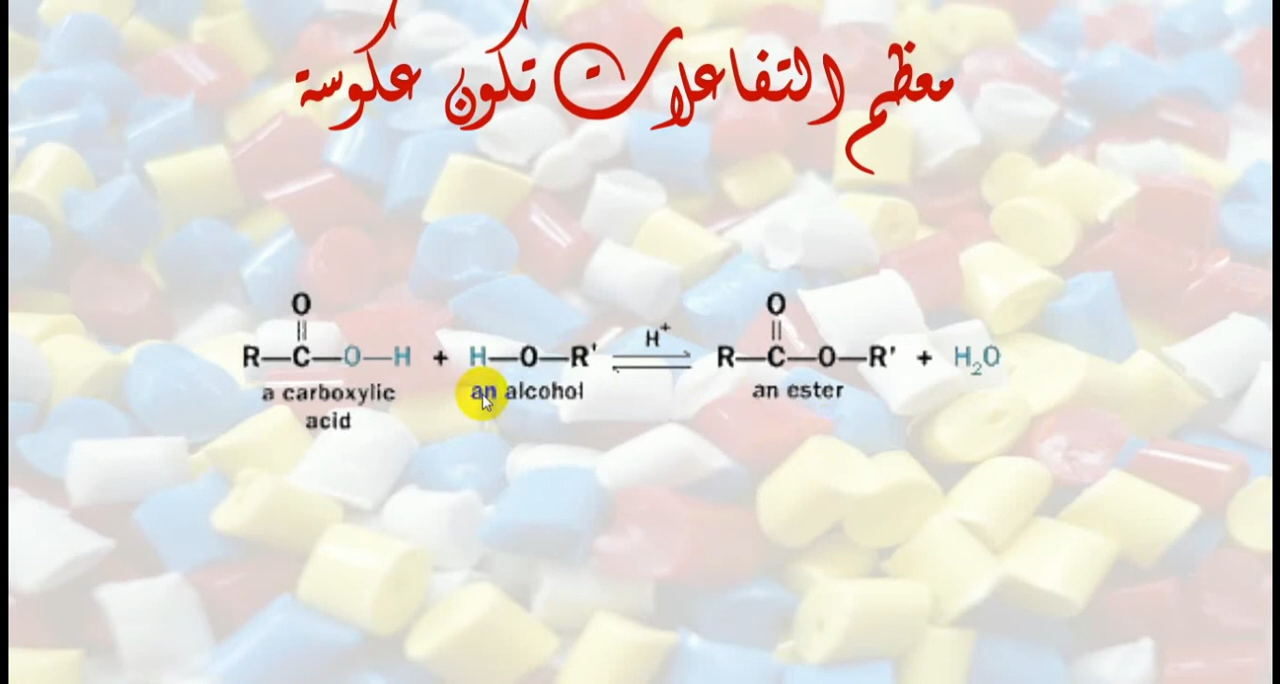 معظم التفاعلات تكون عكوسة
O
||
R—C—O—H + H—O—R' ⇌ H⁺ R—C—O—R' + H₂O
O
||
a carboxylic acid
an alcohol
an ester